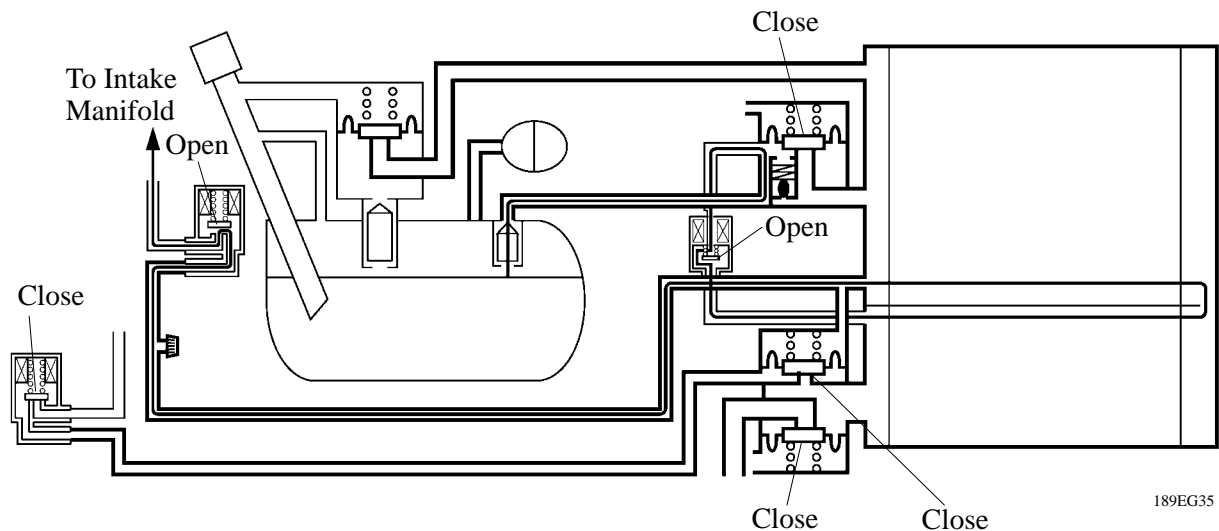 Close
To Intake
Manifold
Open
Open
Close
Close
Close
189EG35